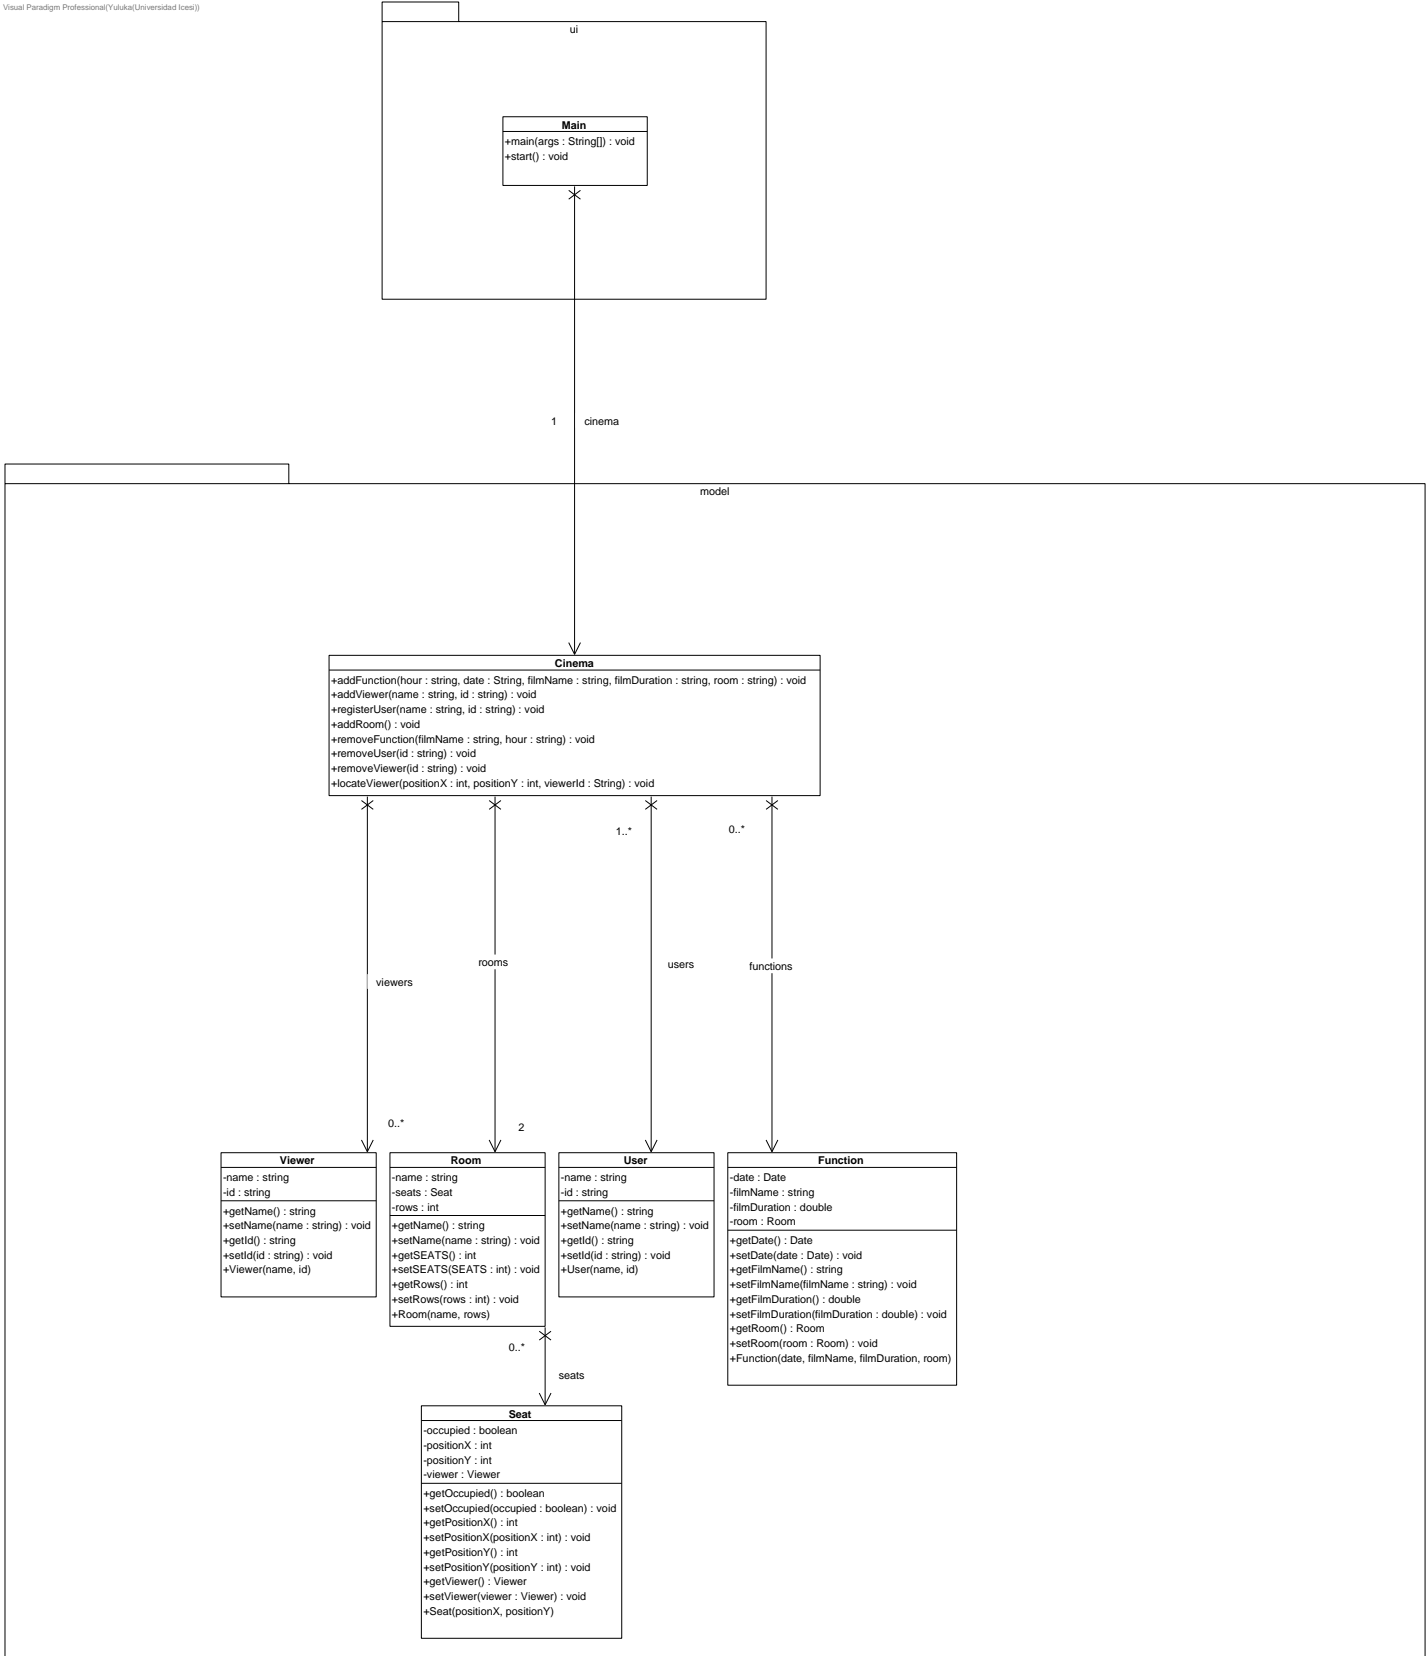 Visual Paradigm Professional(Yuluka(Universidad Icesi))
ui
Main
+main(args : String[]) : void
+start() : void
1
cinema
model
Cinema
+addFunction(hour : string, date : String, filmName : string, filmDuration : string, room : string) : void
+addViewer(name : string, id : string) : void
+registerUser(name : string, id : string) : void
+addRoom() : void
+removeFunction(filmName : string, hour : string) : void
+removeUser(id : string) : void
+removeViewer(id : string) : void
+locateViewer(positionX : int, positionY : int, viewerId : String) : void
1..*
0..*
viewers
rooms
users
functions
0..*
2
Viewer
-name : string
-id : string
+getName() : string
+setName(name : string) : void
+getId() : string
+setId(id : string) : void
+Viewer(name, id)
Room
-name : string
-seats : Seat
-rows : int
+getName() : string
+setName(name : string) : void
+getSEATS() : int
+setSEATS(SEATS : int) : void
+getRows() : int
+setRows(rows : int) : void
+Room(name, rows)
User
-name : string
-id : string
+getName() : string
+setName(name : string) : void
+getId() : string
+setId(id : string) : void
+User(name, id)
Function
-date : Date
-filmName : string
-filmDuration : double
-room : Room
+getDate() : Date
+setDate(date : Date) : void
+getFilmName() : string
+setFilmName(filmName : string) : void
+getFilmDuration() : double
+setFilmDuration(filmDuration : double) : void
+getRoom() : Room
+setRoom(room : Room) : void
+Function(date, filmName, filmDuration, room)
0..*
seats
Seat
-occupied : boolean
-positionX : int
-positionY : int
-viewer : Viewer
+getOccupied() : boolean
+setOccupied(occupied : boolean) : void
+getPositionX() : int
+setPositionX(positionX : int) : void
+getPositionY() : int
+setPositionY(positionY : int) : void
+getViewer() : Viewer
+setViewer(viewer : Viewer) : void
+Seat(positionX, positionY)